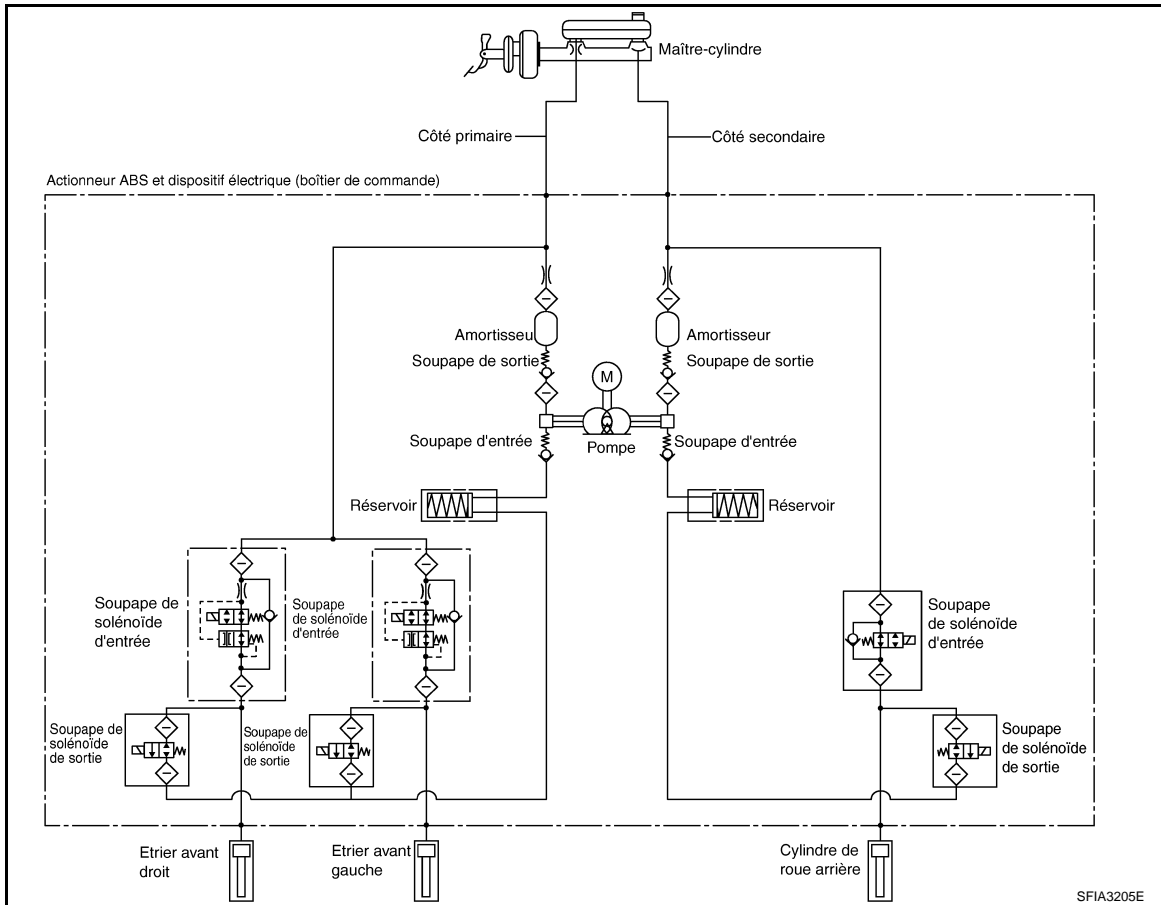 Maître-cylindre
Côté primaire
Côté secondaire
Actionneur ABS et dispositif électrique (boîtier de commande)
Amortisseu
Amortisseur
Soupape de sortie
Soupape de sortie
M
Soupape d'entrée
Soupape d'entrée
Pompe
Réservoir
Réservoir
Soupape de
solénoïde
d'entrée
Soupape
de solénoïde
d'entrée
Soupape
de solénoïde
d'entrée
Soupape de
solénoïde
de sortie
Soupape de
solénoïde
de sortie
Soupape
de solénoïde
de sortie
Etrier avant
droit
Etrier avant
gauche
Cylindre de
roue arrière
SFIA3205E